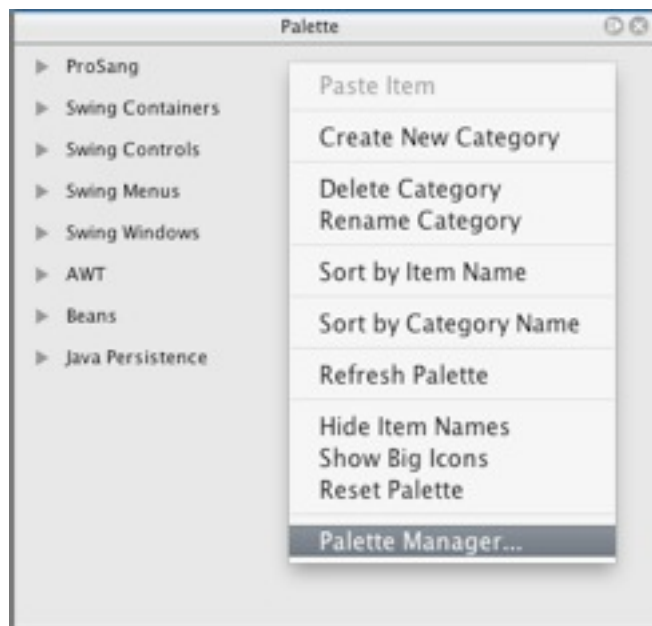 Palette
ProSang
Swing Containers
Swing Controls
Swing Menus
Swing Windows
AWT
Beans
Java Persistence
Paste Item
Create New Category
Delete Category
Rename Category
Sort by Item Name
Sort by Category Name
Refresh Palette
Hide Item Names
Show Big Icons
Reset Palette
Palette Manager...